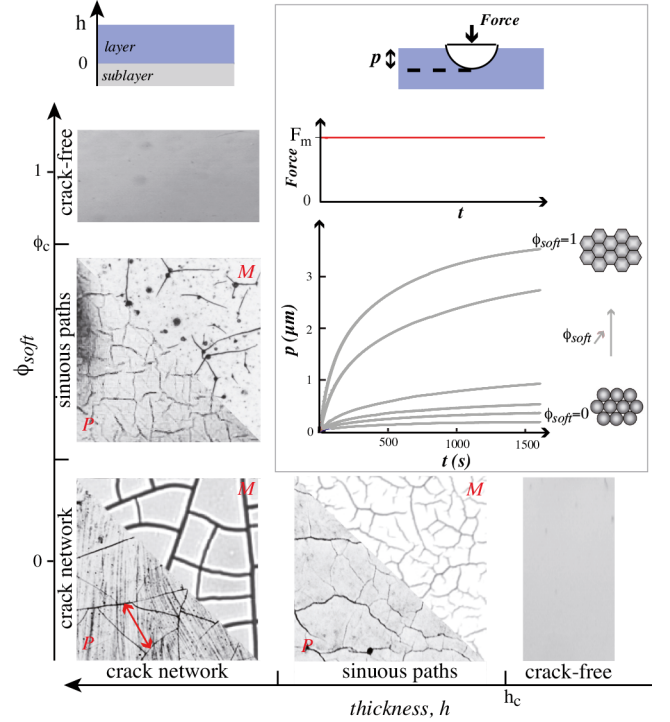 h
layer
0
sublayer
Force
p
F_m
Force
0
t
crack-free
1
ϕ_c
ϕ_soft
sinuous paths
M
P
p (μm)
3
2
1
0
500
1000
1500
t (s)
ϕ_soft=1
ϕ_soft
ϕ_soft=0
crack network
0
M
P
M
P
crack network
sinuous paths
crack-free
h_c
thickness, h